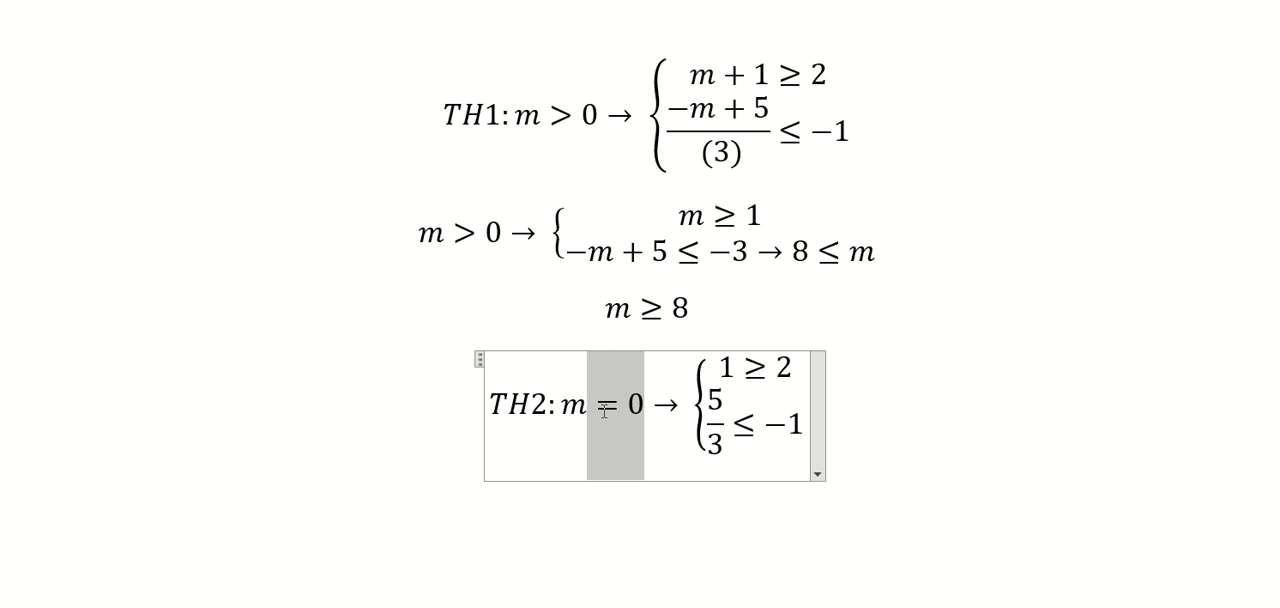 TH1: m > 0 → { m + 1 ≥ 2
(−m + 5)/(3) ≤ −1
m > 0 → { m ≥ 1
−m + 5 ≤ −3 → 8 ≤ m
m ≥ 8
TH2: m = 0 → { 1 ≥ 2
5/3 ≤ −1